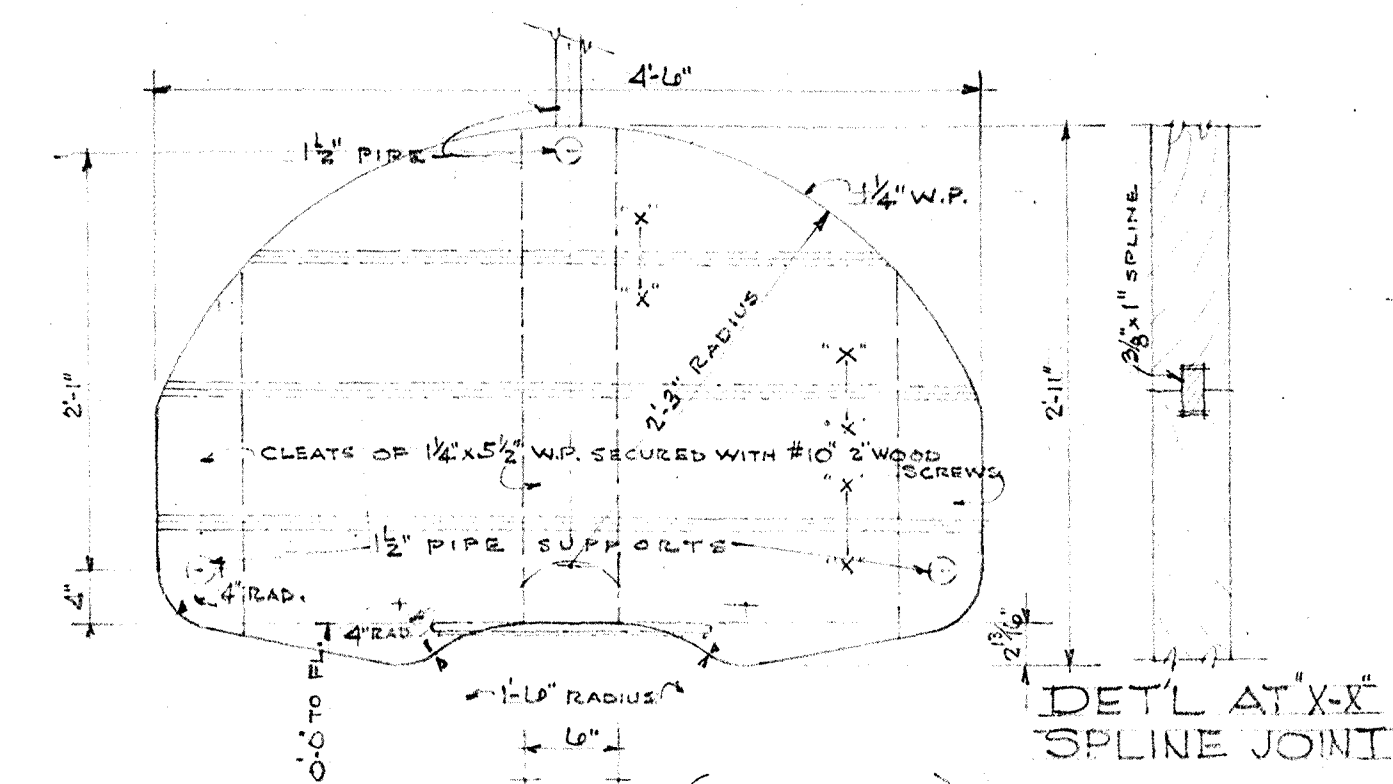 4'-6"
1½" PIPE
1¼" W.P.
"X"
"X"
3/8" x 1" SPLINE
2'-3" RADIUS
"X"
"X"
2'-1"
2'-11"
CLEATS OF 1¼" x 5½" W.P. SECURED WITH #10" 2" WOOD
SCREWS
"X"
1½" PIPE SUPPORTS
"X"
4"
4" RAD.
4" RAD.
2 13/16"
0'-0" TO FL.
1'-6" RADIUS
6"
DET'L AT "X-X"
SPLINE JOINT